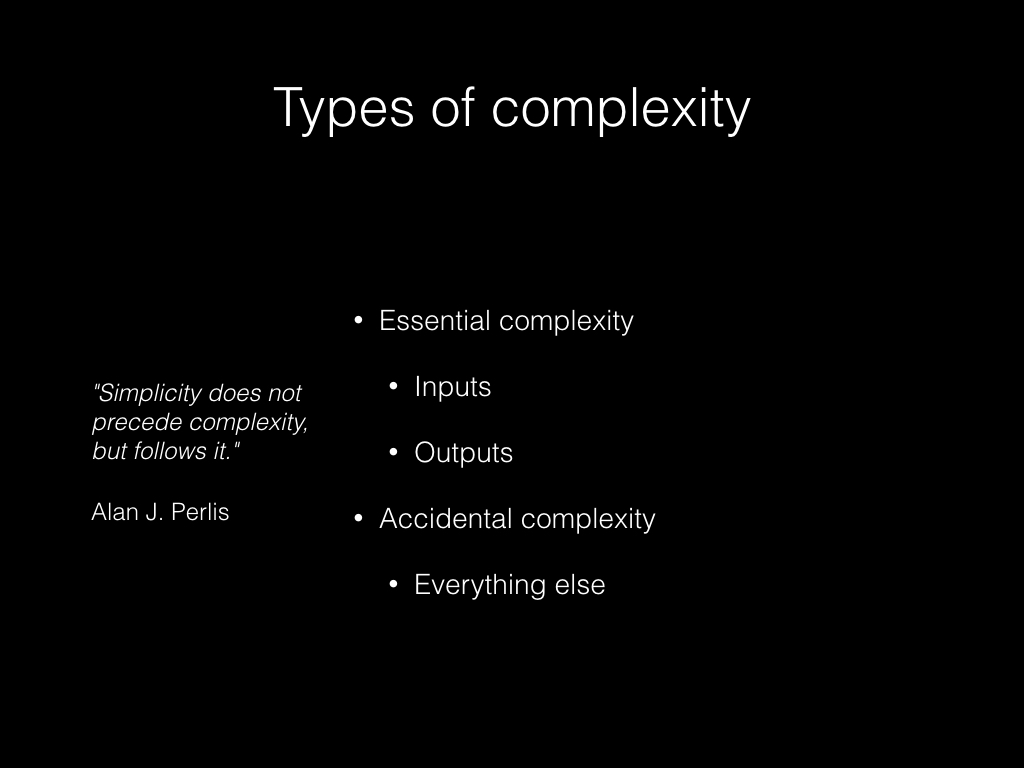 Types of complexity
"Simplicity does not
precede complexity,
but follows it."
Alan J. Perlis
• Essential complexity
• Inputs
• Outputs
• Accidental complexity
• Everything else